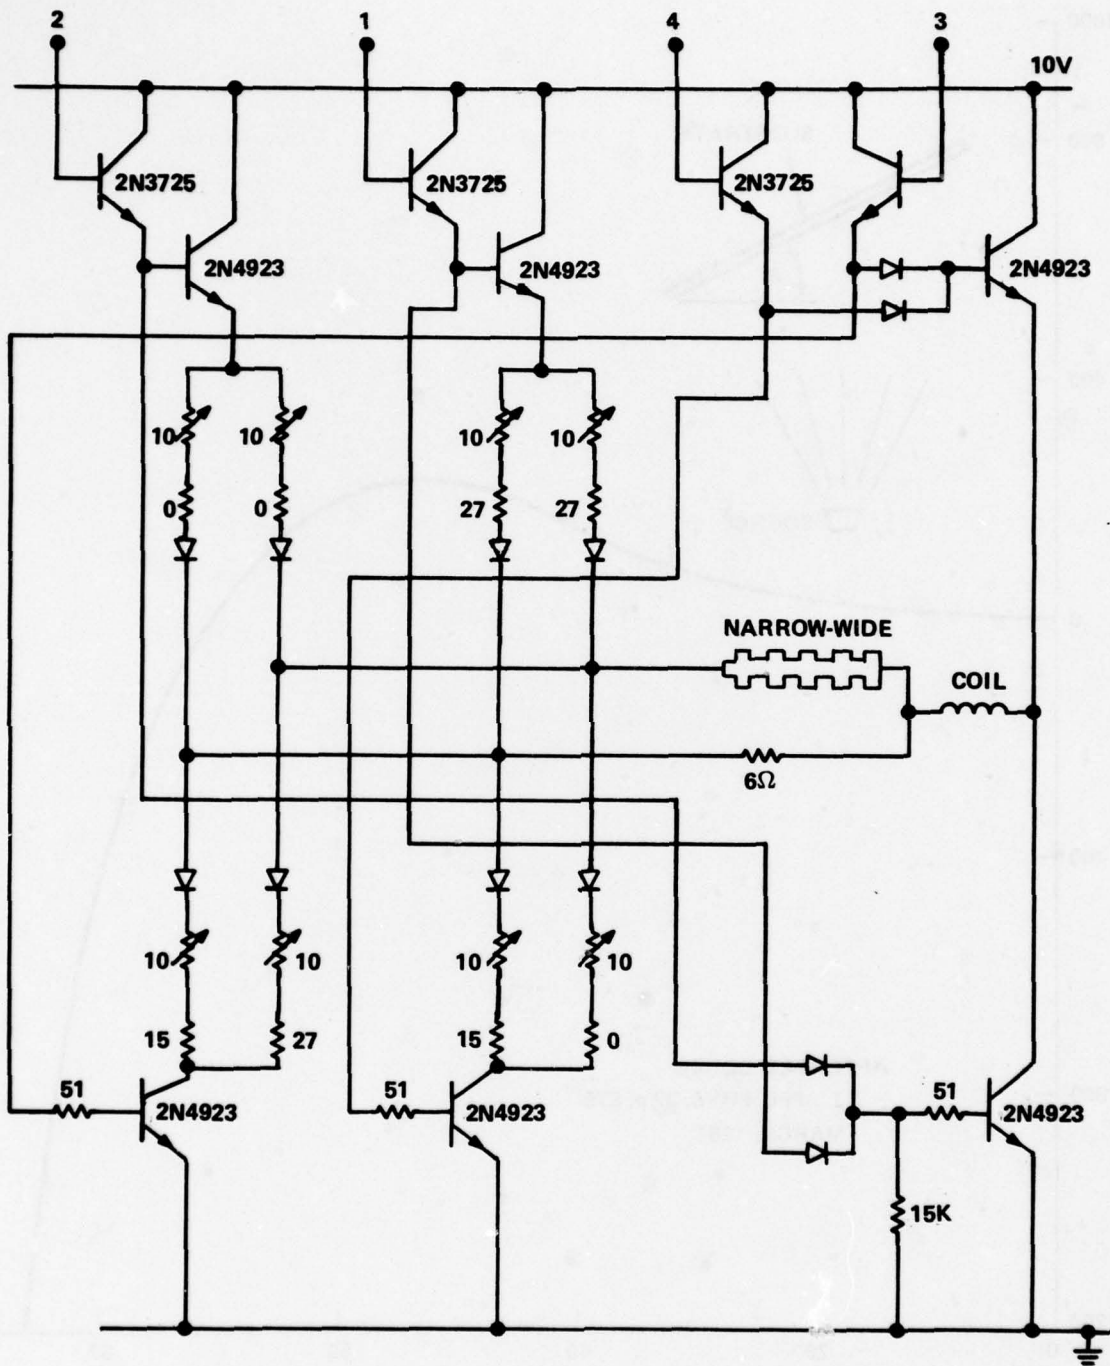 2 1 4 3
10V
2N3725 2N3725 2N3725
2N4923 2N4923 2N4923
10 10 10 10
0 0 27 27
NARROW-WIDE
COIL
6Ω
10 10 10 10
15 27 15 0
51 51 51
2N4923 2N4923 2N4923
15K